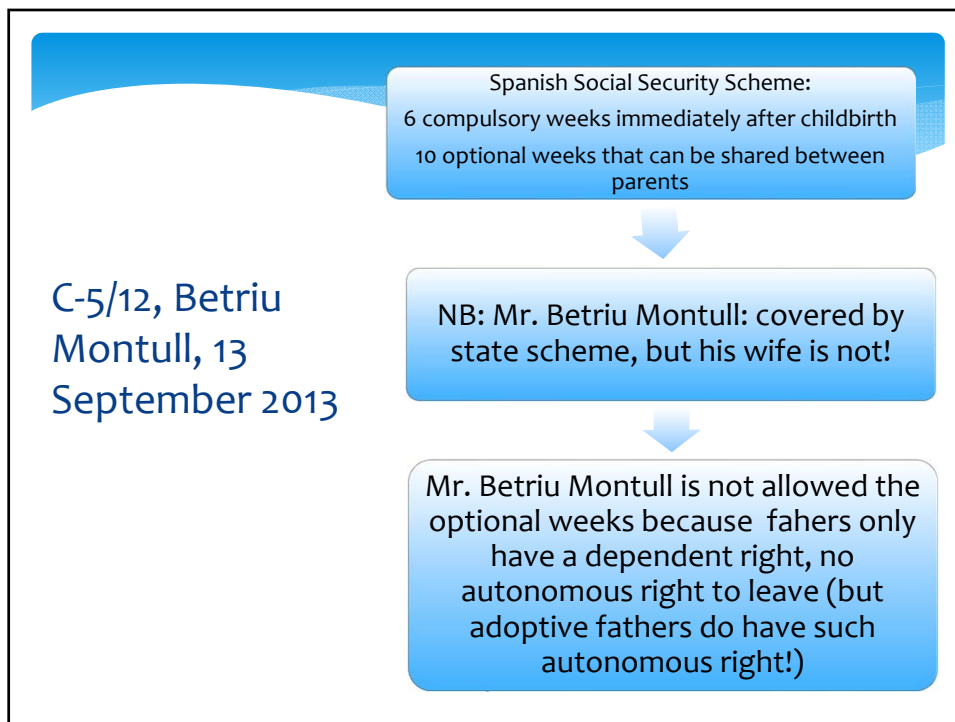 Spanish Social Security Scheme:
6 compulsory weeks immediately after childbirth
10 optional weeks that can be shared between
parents
C-5/12, Betriu
Montull, 13
September 2013
NB: Mr. Betriu Montull: covered by
state scheme, but his wife is not!
Mr. Betriu Montull is not allowed the
optional weeks because fahers only
have a dependent right, no
autonomous right to leave (but
adoptive fathers do have such
autonomous right!)